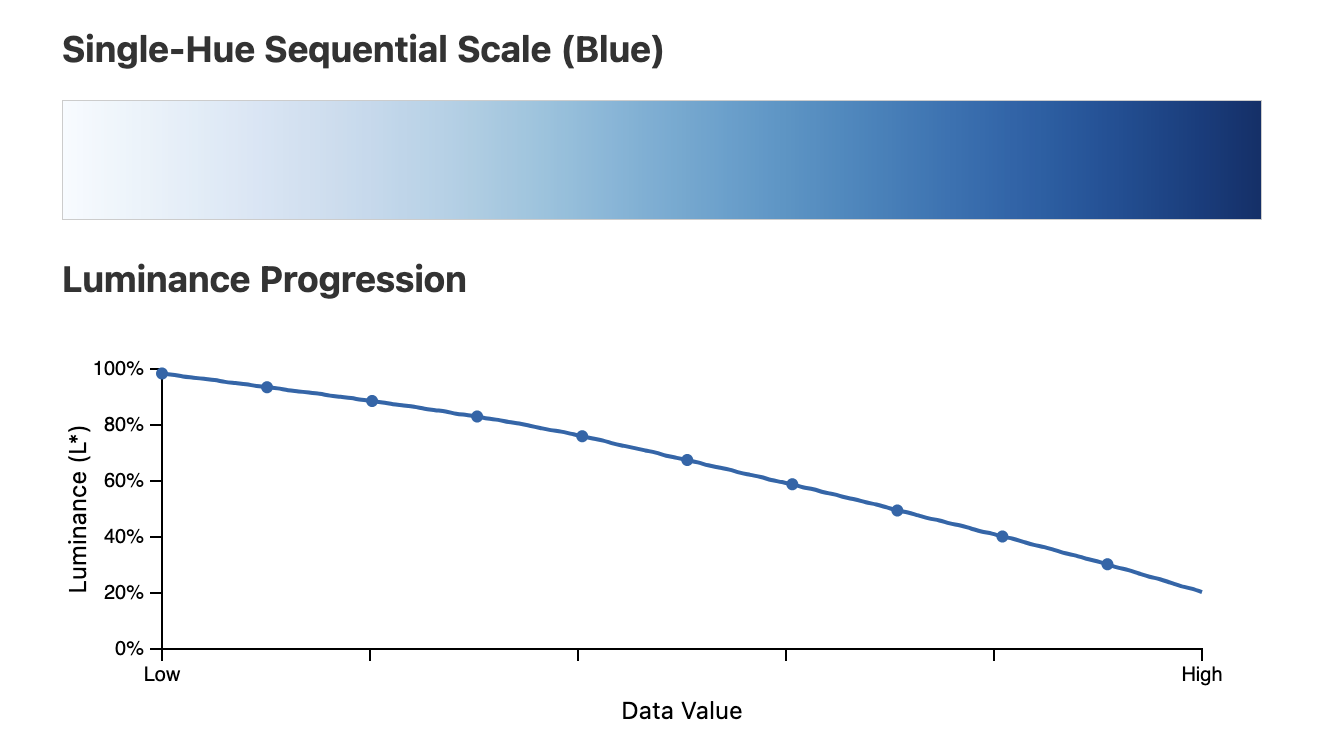 Single-Hue Sequential Scale (Blue)
Luminance Progression
100%
80%
60%
40%
20%
0%
Luminance (L*)
Low
High
Data Value